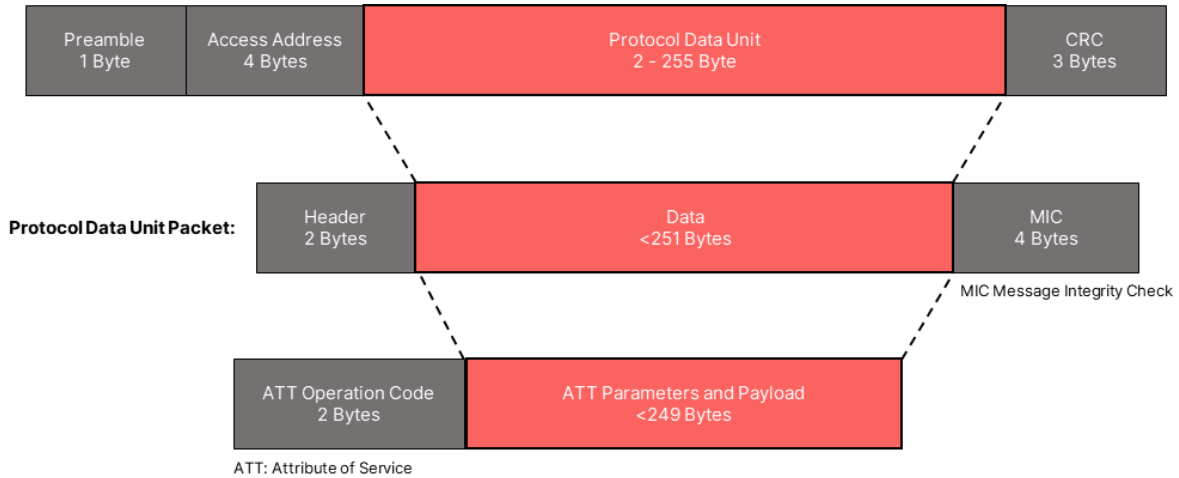 Preamble
1 Byte
Access Address
4 Bytes
Protocol Data Unit
2 - 255 Byte
CRC
3 Bytes
Protocol Data Unit Packet:
Header
2 Bytes
Data
<251 Bytes
MIC
4 Bytes
MIC Message Integrity Check
ATT Operation Code
2 Bytes
ATT Parameters and Payload
<249 Bytes
ATT: Attribute of Service